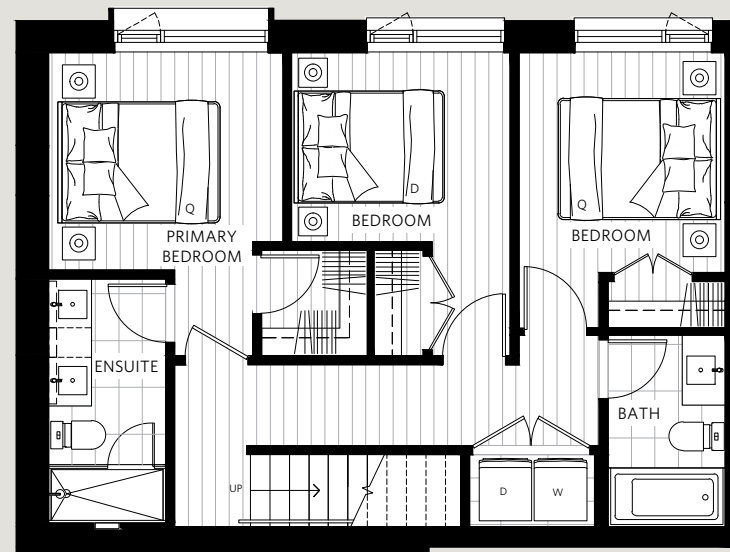 Q
PRIMARY
BEDROOM
D
BEDROOM
Q
BEDROOM
ENSUITE
BATH
UP
D
W